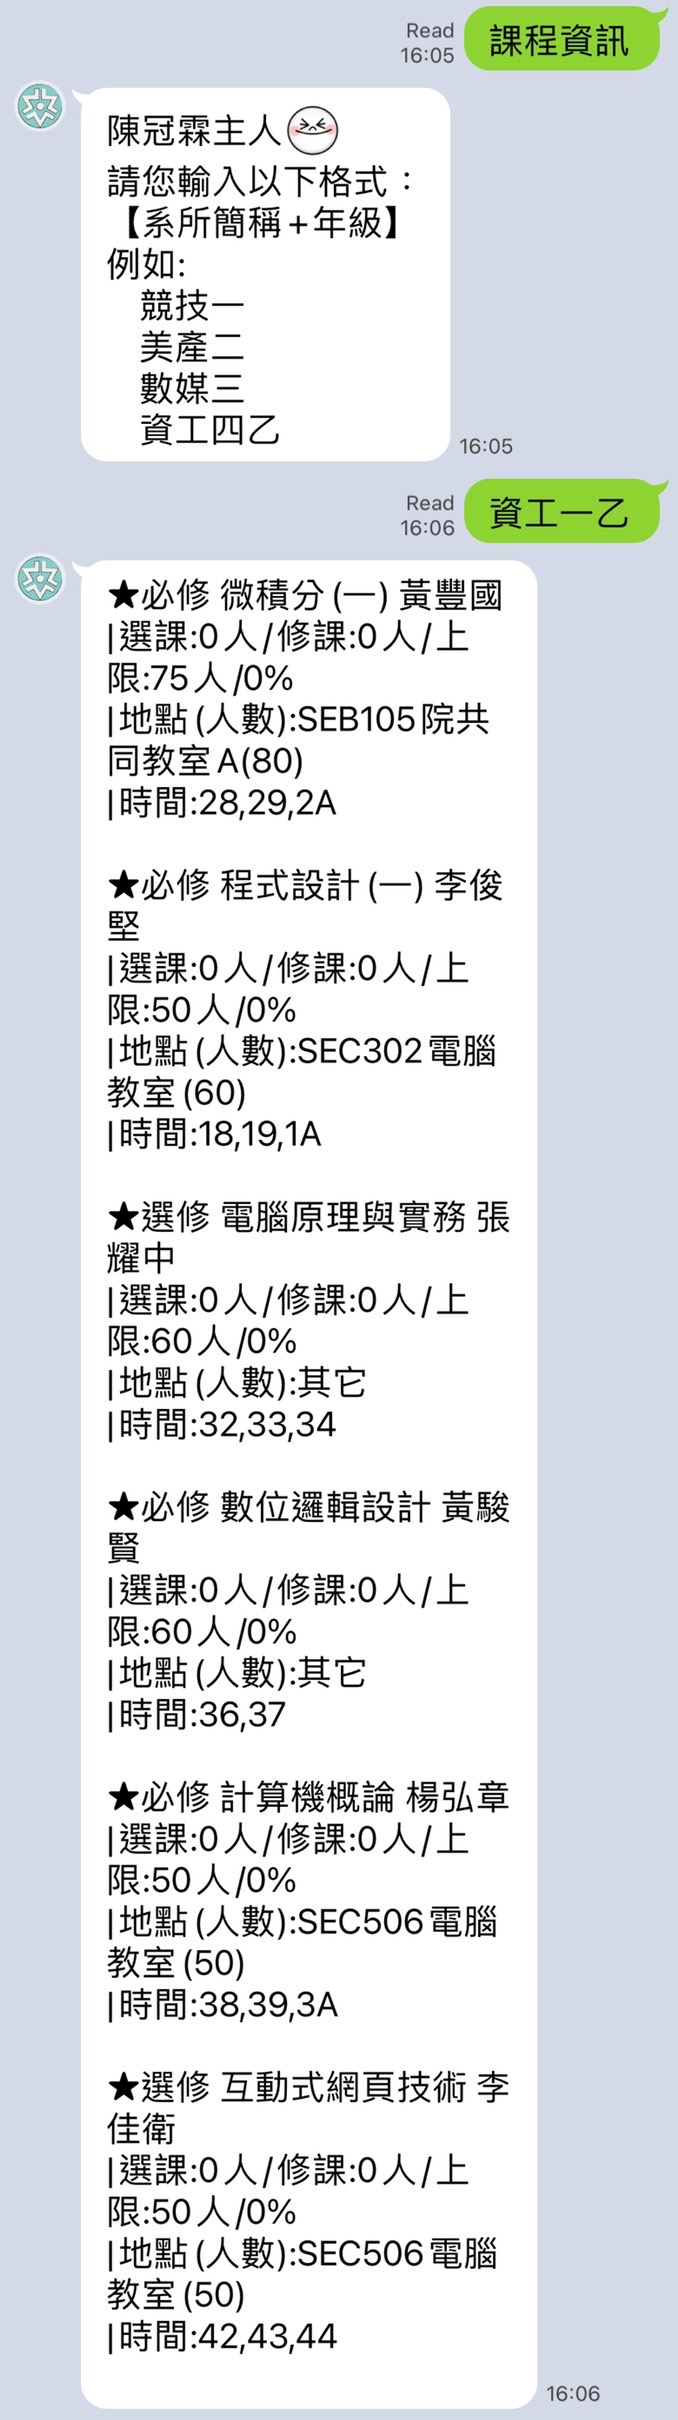 Read
16:05
課程資訊
陳冠霖主人
請您輸入以下格式：
【系所簡稱+年級】
例如:
競技一
美產二
數媒三
資工四乙
16:05
Read
16:06
資工一乙
★必修 微積分(一) 黃豐國
|選課:0人/修課:0人/上
限:75人/0%
|地點(人數):SEB105院共
同教室A(80)
|時間:28,29,2A
★必修 程式設計(一) 李俊
堅
|選課:0人/修課:0人/上
限:50人/0%
|地點(人數):SEC302電腦
教室(60)
|時間:18,19,1A
★選修 電腦原理與實務 張
耀中
|選課:0人/修課:0人/上
限:60人/0%
|地點(人數):其它
|時間:32,33,34
★必修 數位邏輯設計 黃駿
賢
|選課:0人/修課:0人/上
限:60人/0%
|地點(人數):其它
|時間:36,37
★必修 計算機概論 楊弘章
|選課:0人/修課:0人/上
限:50人/0%
|地點(人數):SEC506電腦
教室(50)
|時間:38,39,3A
★選修 互動式網頁技術 李
佳衛
|選課:0人/修課:0人/上
限:50人/0%
|地點(人數):SEC506電腦
教室(50)
|時間:42,43,44
16:06